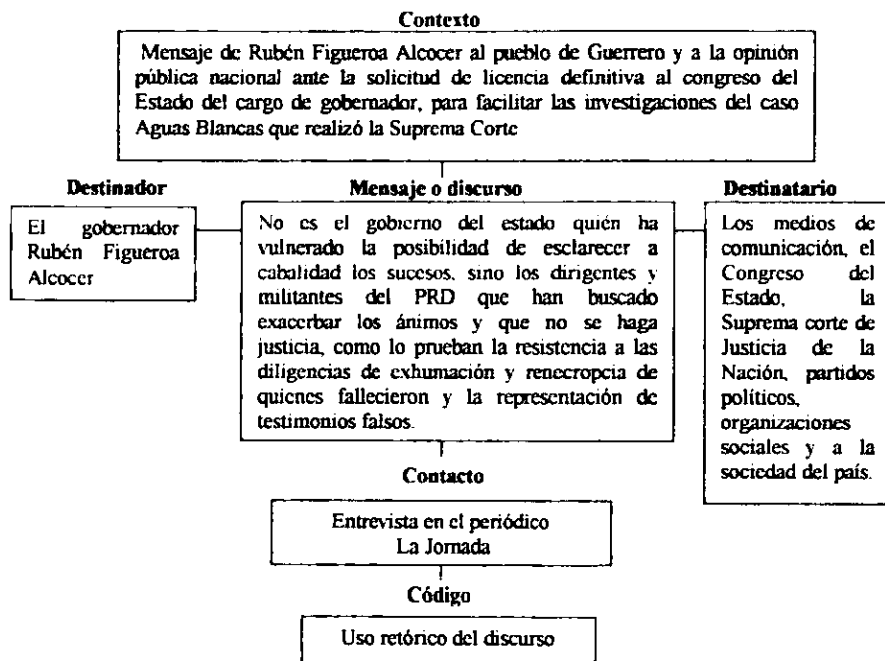 Contexto
Mensaje de Rubén Figueroa Alcocer al pueblo de Guerrero y a la opinión
pública nacional ante la solicitud de licencia definitiva al congreso del
Estado del cargo de gobernador, para facilitar las investigaciones del caso
Aguas Blancas que realizó la Suprema Corte
Destinador
El gobernador
Rubén Figueroa
Alcocer
Mensaje o discurso
No es el gobierno del estado quién ha
vulnerado la posibilidad de esclarecer a
cabalidad los sucesos, sino los dirigentes y
militantes del PRD que han buscado
exacerbar los ánimos y que no se haga
justicia, como lo prueban la resistencia a las
diligencias de exhumación y renecropcia de
quienes fallecieron y la representación de
testimonios falsos.
Destinatario
Los medios de
comunicación, el
Congreso del
Estado, la
Suprema corte de
Justicia de la
Nación, partidos
políticos,
organizaciones
sociales y a la
sociedad del país.
Contacto
Entrevista en el periódico
La Jornada
Código
Uso retórico del discurso